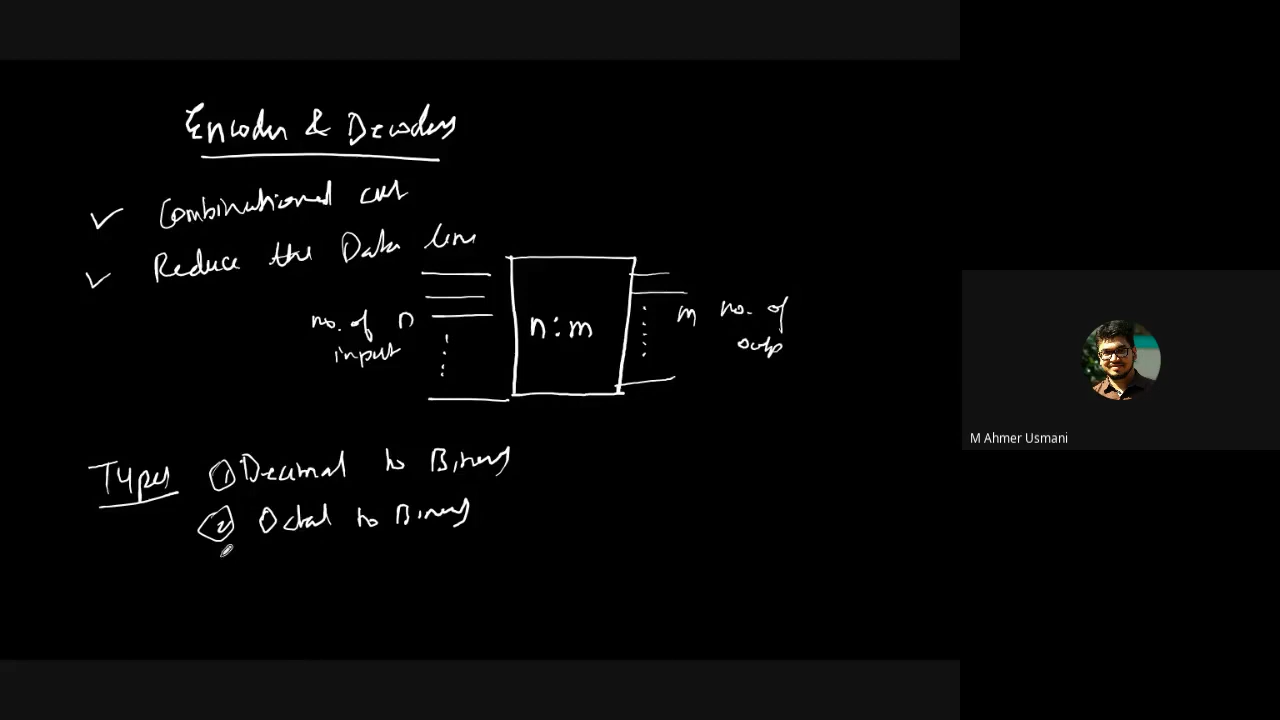 Encoder & Decoders
✓ Combinational ckt
✓ Reduce the Data line
no. of n
input
n:m
m no. of
outp
Types ① Decimal to Binary
② Octal to Binary
M Ahmer Usmani